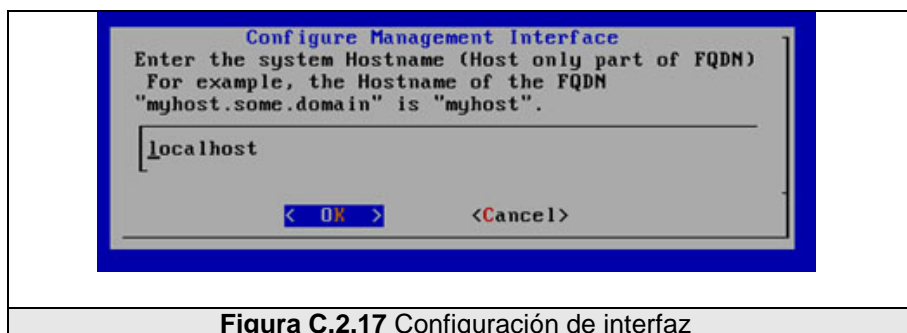 Configure Management Interface
Enter the system Hostname (Host only part of FQDN)
For example, the Hostname of the FQDN
"myhost.some.domain" is "myhost".
localhost
< OK > <Cancel>
Figura C.2.17 Configuración de interfaz